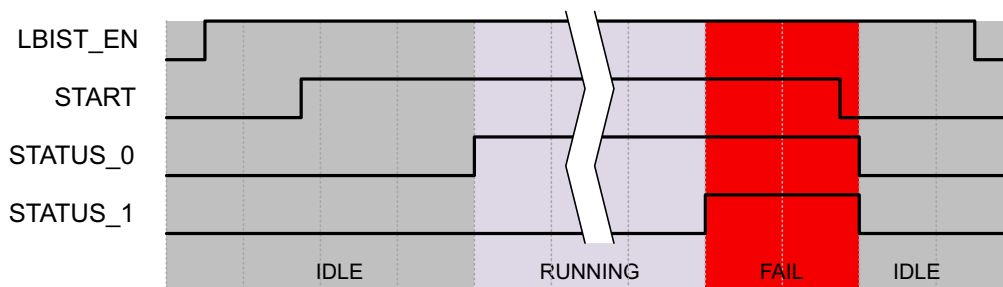 LBIST_EN
START
STATUS_0
STATUS_1
IDLE RUNNING FAIL IDLE